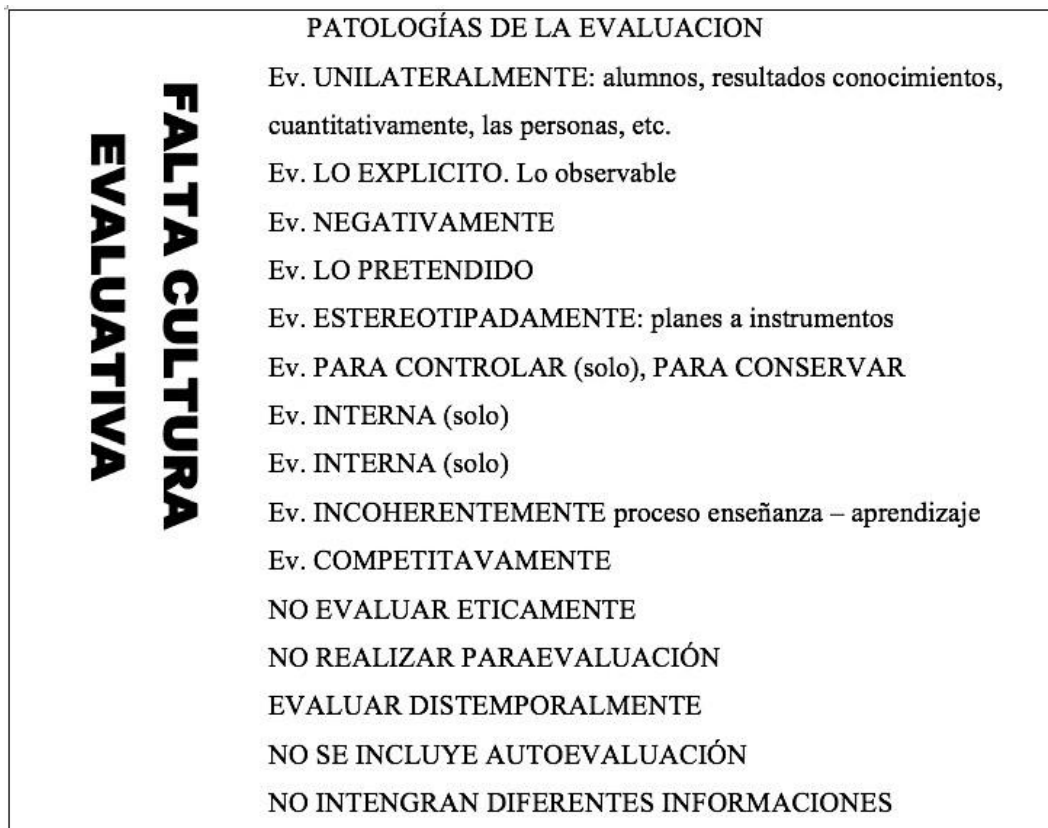 PATOLOGÍAS DE LA EVALUACION
FALTA CULTURA
EVALUATIVA
Ev. UNILATERALMENTE: alumnos, resultados conocimientos,
cuantitativamente, las personas, etc.
Ev. LO EXPLICITO. Lo observable
Ev. NEGATIVAMENTE
Ev. LO PRETENDIDO
Ev. ESTEREOTIPADAMENTE: planes a instrumentos
Ev. PARA CONTROLAR (solo), PARA CONSERVAR
Ev. INTERNA (solo)
Ev. INTERNA (solo)
Ev. INCOHERENTEMENTE proceso enseñanza – aprendizaje
Ev. COMPETITAVAMENTE
NO EVALUAR ETICAMENTE
NO REALIZAR PARAEVALUACIÓN
EVALUAR DISTEMPORALMENTE
NO SE INCLUYE AUTOEVALUACIÓN
NO INTENGRAN DIFERENTES INFORMACIONES